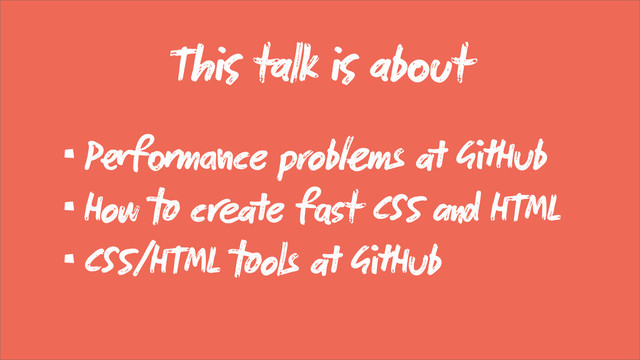 This talk is about
▪ Performance problems at GitHub
▪ How to create fast CSS and HTML
▪ CSS/HTML tools at GitHub